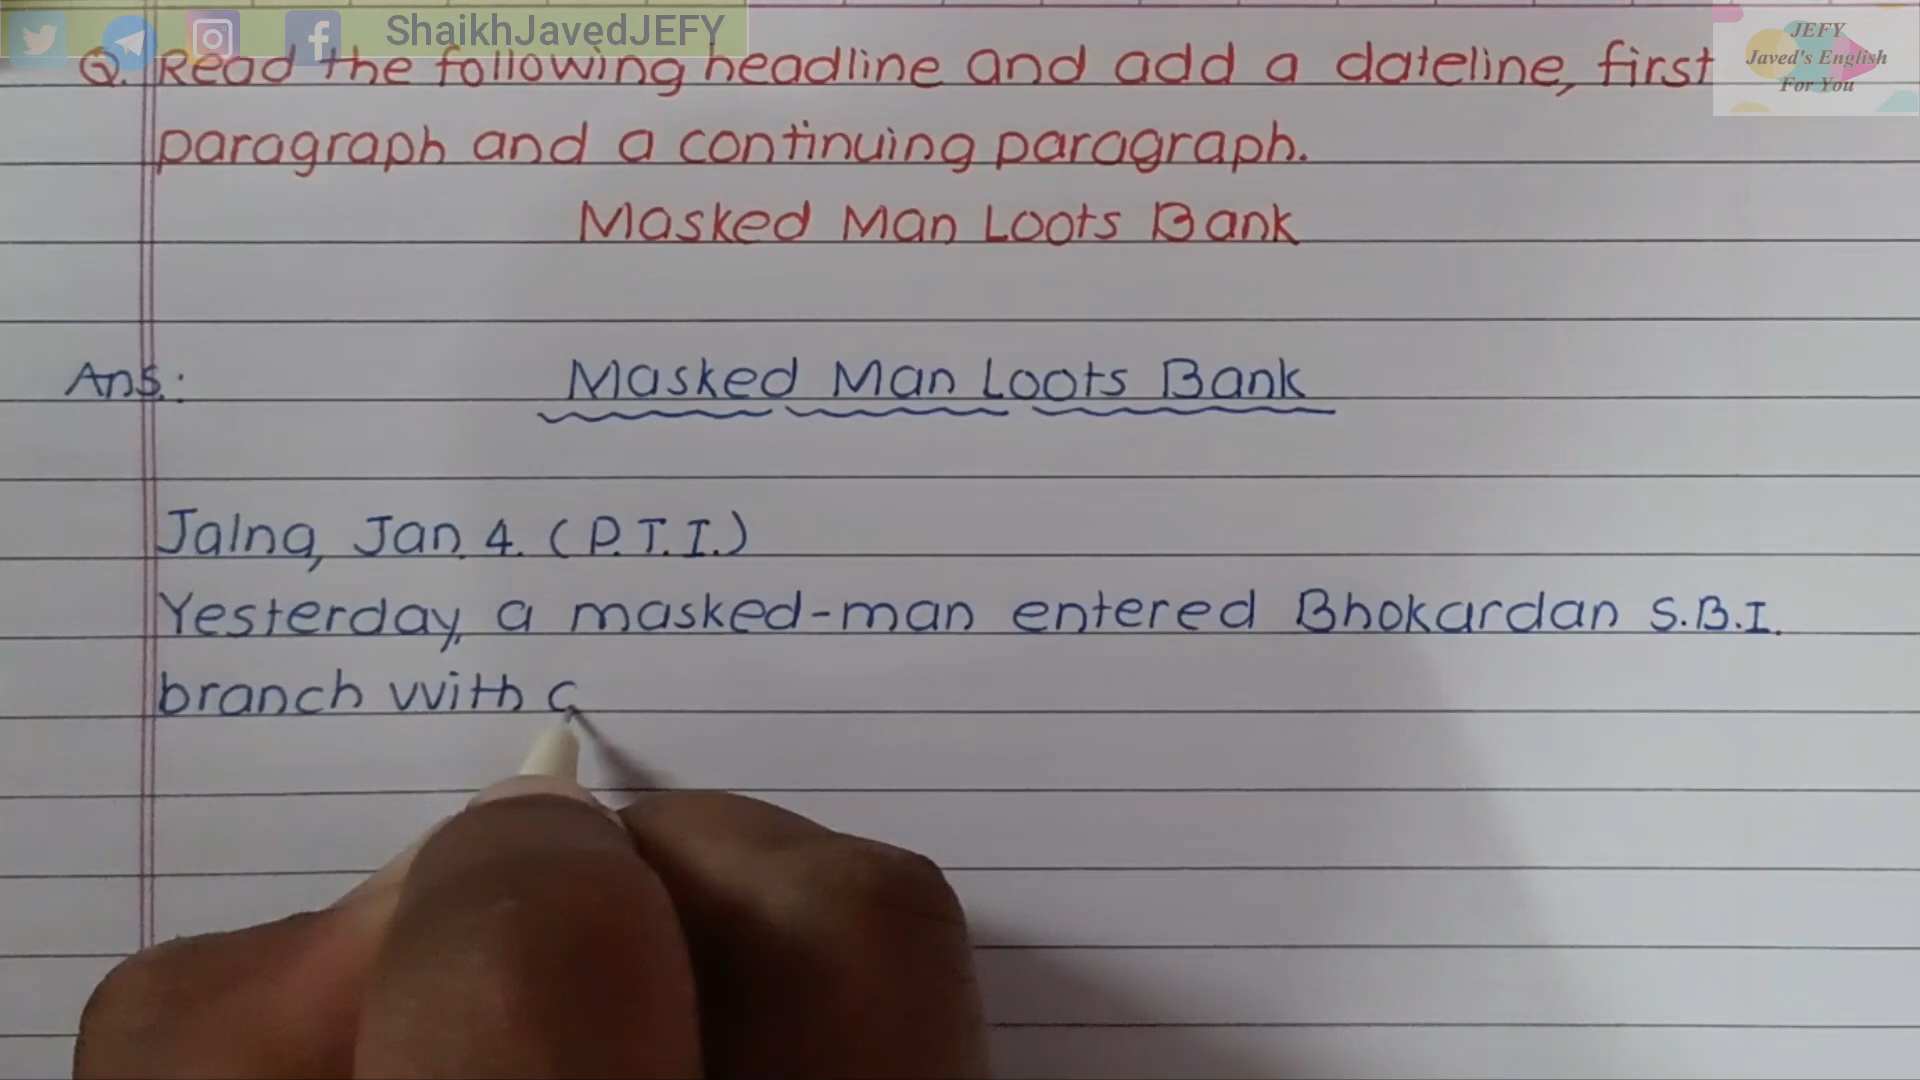 ShaikhJavedJEFY
JEFY
Javed's English
For You
Q. Read the following headline and add a dateline, first
paragraph and a continuing paragraph.
Masked Man Loots Bank
Ans.: Masked Man Loots Bank
Jalna, Jan. 4. (P.T.I.)
Yesterday, a masked-man entered Bhokardan S.B.I.
branch with